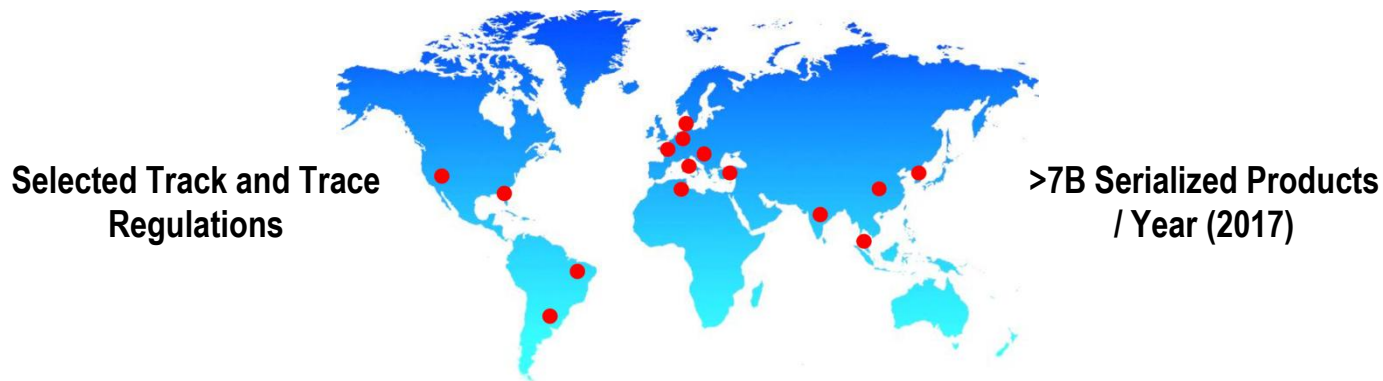 Selected Track and Trace
Regulations
>7B Serialized Products
/ Year (2017)